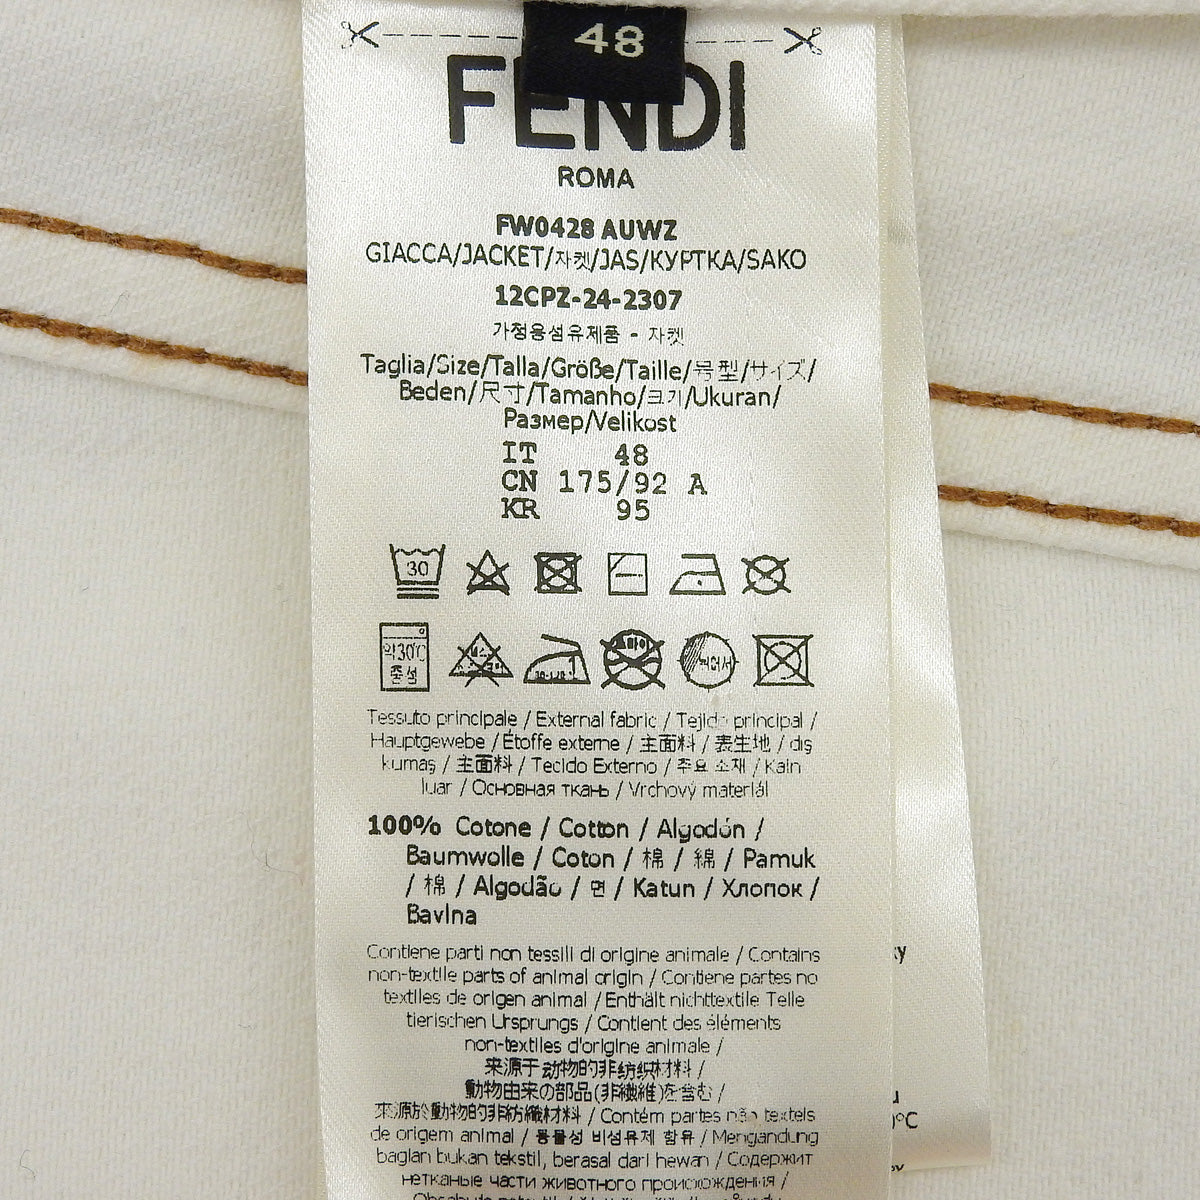 48
FENDI
ROMA
FW0428 AUWZ
GIACCA/JACKET/자켓/JAS/КУРТКА/SAKO
12CPZ-24-2307
가정용섬유제품 - 자켓
Taglia/Size/Talla/Größe/Taille/号型/サイズ/
Beden/尺寸/Tamanho/크기/Ukuran/
Размер/Velikost
IT 48
CN 175/92 A
KR 95
30
약30℃
중성
Tessuto principale / External fabric / Tejido principal /
Hauptgewebe / Étoffe externe / 主面料 / 表生地 / dış
kumaş / 主面料 / Tecido Externo / 주요 소재 / Kain
luar / Основная ткань / Vrchový materiál
100% Cotone / Cotton / Algodón /
Baumwolle / Coton / 棉 / 綿 / Pamuk
/ 棉 / Algodão / 면 / Katun / Хлопок /
Bavlna
Contiene parti non tessili di origine animale / Contains
non-textile parts of animal origin / Contiene partes no
textiles de origen animal / Enthält nichttextile Teile
tierischen Ursprungs / Contient des éléments
non-textiles d'origine animale /
来源于动物的非纺织材料 /
動物由来の部品(非繊維)を含む /
來源於動物的非紡織材料 / Contém partes não texteis
de origem animal / 동물성 비섬유제 함유 / Mengandung
bagian bukan tekstil, berasal dari hewan / Содержит
нетканые части животного происхождения /